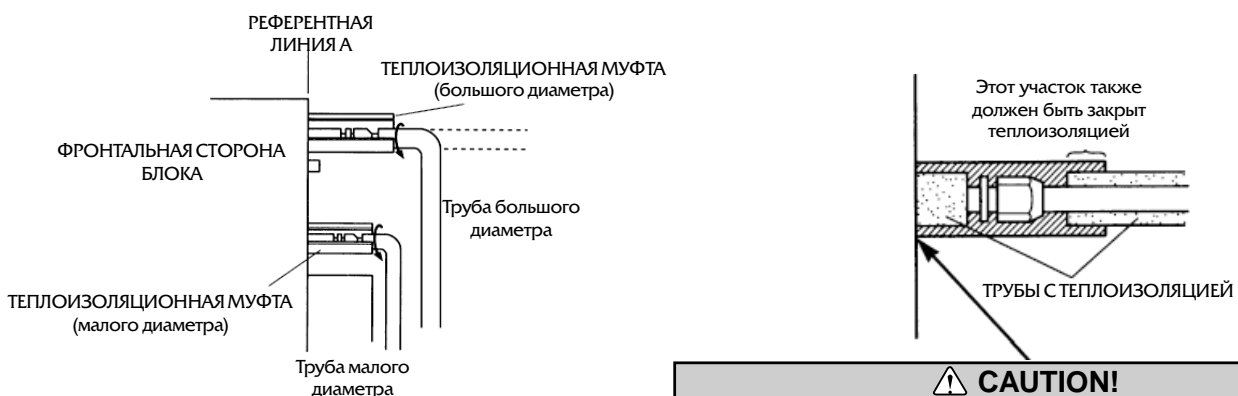 РЕФЕРЕНТНАЯ
ЛИНИЯ А
ТЕПЛОИЗОЛЯЦИОННАЯ МУФТА
(большого диаметра)
ФРОНТАЛЬНАЯ СТОРОНА
БЛОКА
Труба большого
диаметра
ТЕПЛОИЗОЛЯЦИОННАЯ МУФТА
(малого диаметра)
Труба малого
диаметра
Этот участок также
должен быть закрыт
теплоизоляцией
ТРУБЫ С ТЕПЛОИЗОЛЯЦИЕЙ
CAUTION!